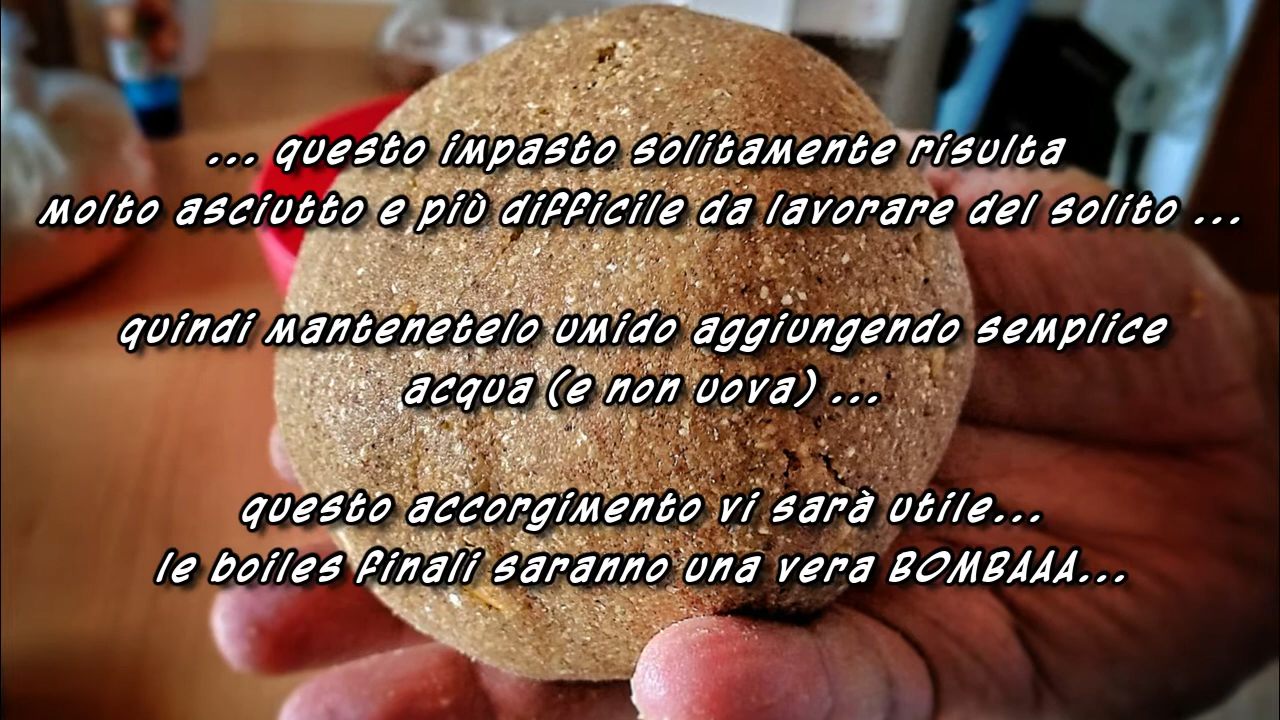 ... questo impasto solitamente risulta
molto asciutto e più difficile da lavorare del solito ...
quindi mantenetelo umido aggiungendo semplice
acqua (e non uova) ...
questo accorgimento vi sarà utile...
le boiles finali saranno una vera BOMBAAA...